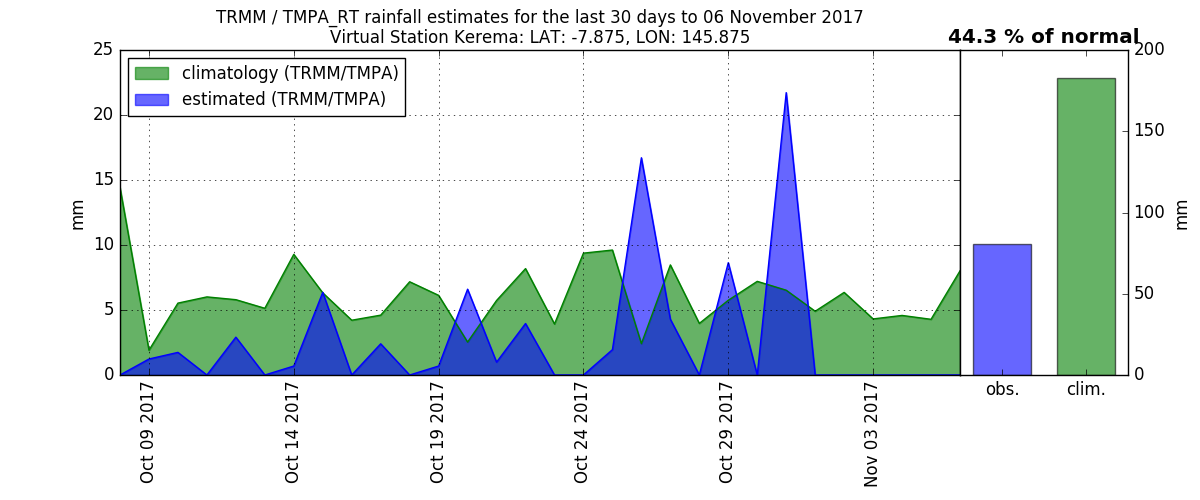 TRMM / TMPA_RT rainfall estimates for the last 30 days to 06 November 2017
Virtual Station Kerema: LAT: -7.875, LON: 145.875
44.3 % of normal
climatology (TRMM/TMPA)
estimated (TRMM/TMPA)
25
20
15
10
5
0
mm
Oct 09 2017
Oct 14 2017
Oct 19 2017
Oct 24 2017
Oct 29 2017
Nov 03 2017
200
150
100
50
0
mm
obs.
clim.